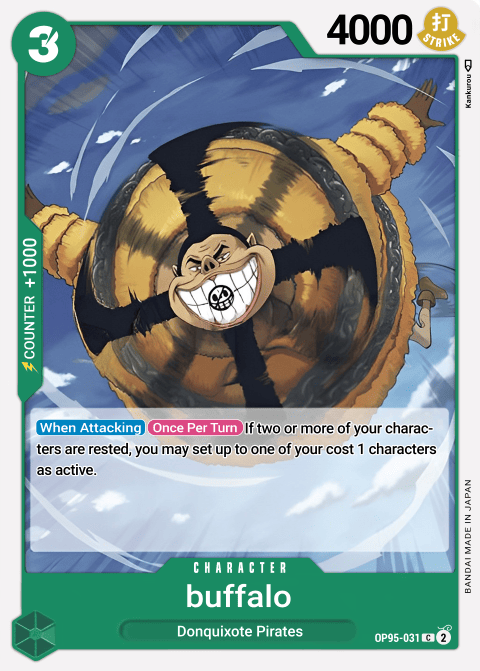 3
4000
打
STRIKE
Kankurou
COUNTER +1000
When Attacking Once Per Turn If two or more of your charac-
ters are rested, you may set up to one of your cost 1 characters
as active.
BANDAI MADE IN JAPAN
CHARACTER
buffalo
Donquixote Pirates
OP95-031 C 2